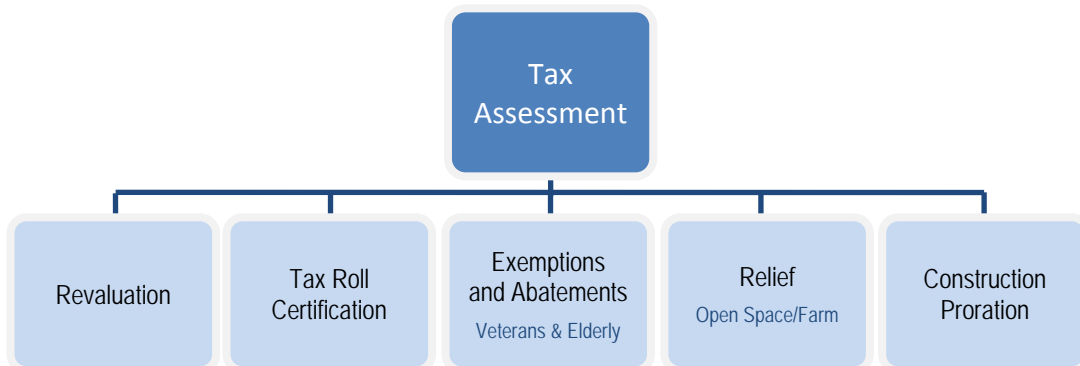 Tax
Assessment
Revaluation
Tax Roll
Certification
Exemptions
and Abatements
Veterans & Elderly
Relief
Open Space/Farm
Construction
Proration